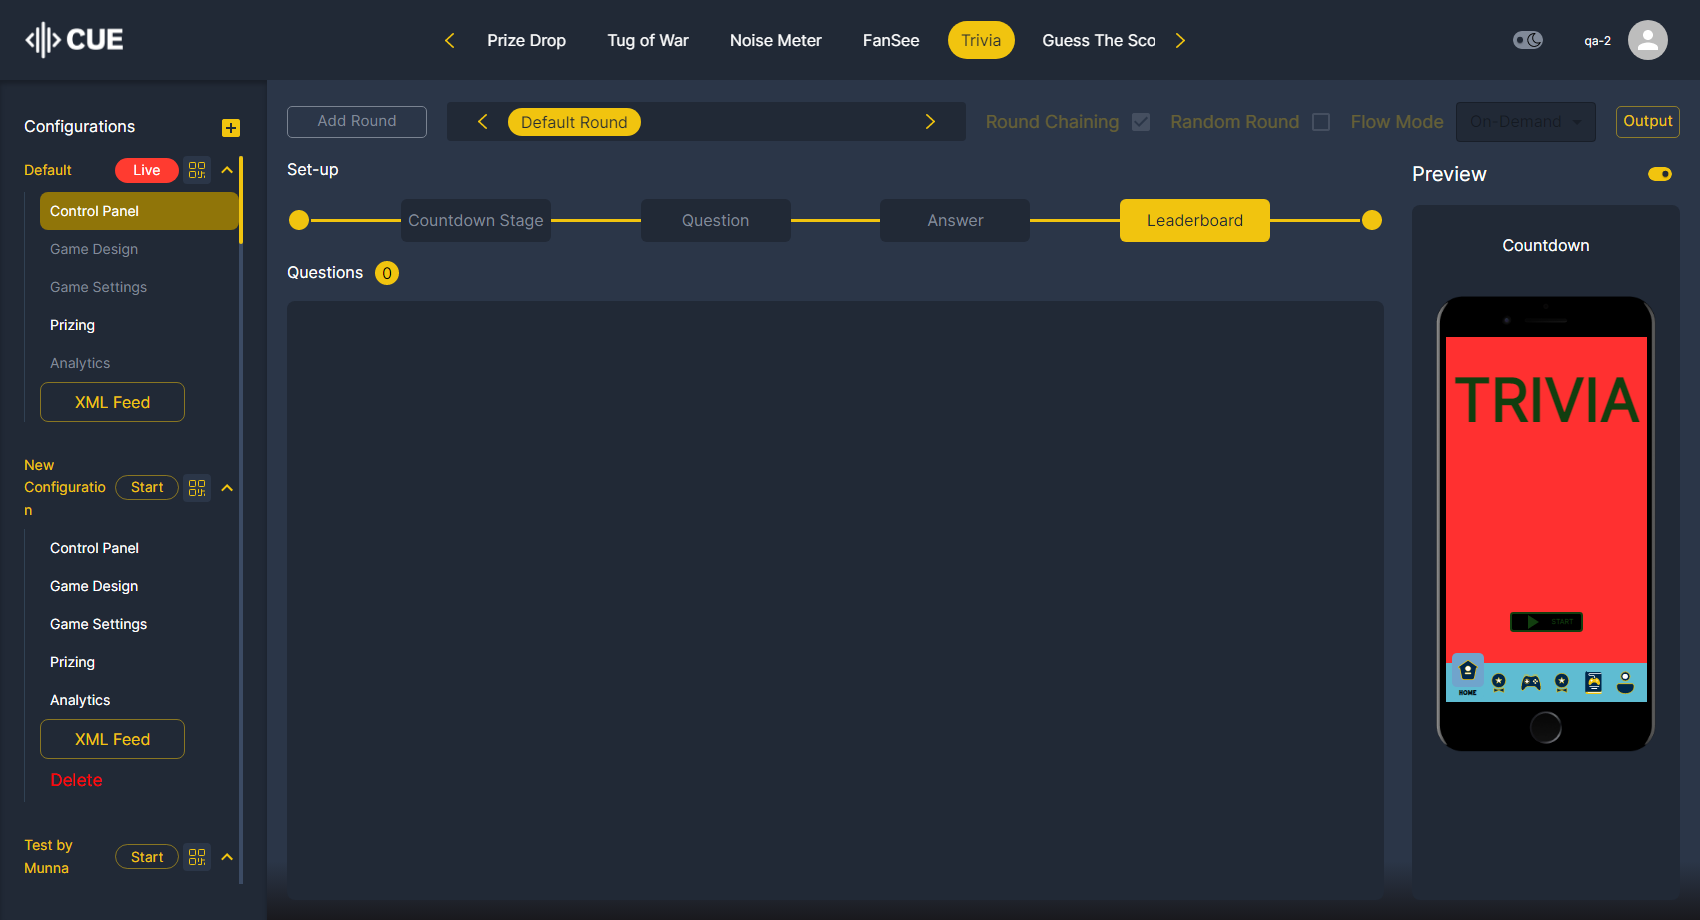 CUE
Prize Drop
Tug of War
Noise Meter
FanSee
Trivia
Guess The Sco
qa-2
Configurations
Default
Live
Control Panel
Game Design
Game Settings
Prizing
Analytics
XML Feed
New
Configuratio
n
Start
Control Panel
Game Design
Game Settings
Prizing
Analytics
XML Feed
Delete
Test by
Munna
Start
Add Round
Default Round
Round Chaining
Random Round
Flow Mode
On-Demand
Output
Set-up
Countdown Stage
Question
Answer
Leaderboard
Questions 0
Preview
Countdown
TRIVIA
START
HOME